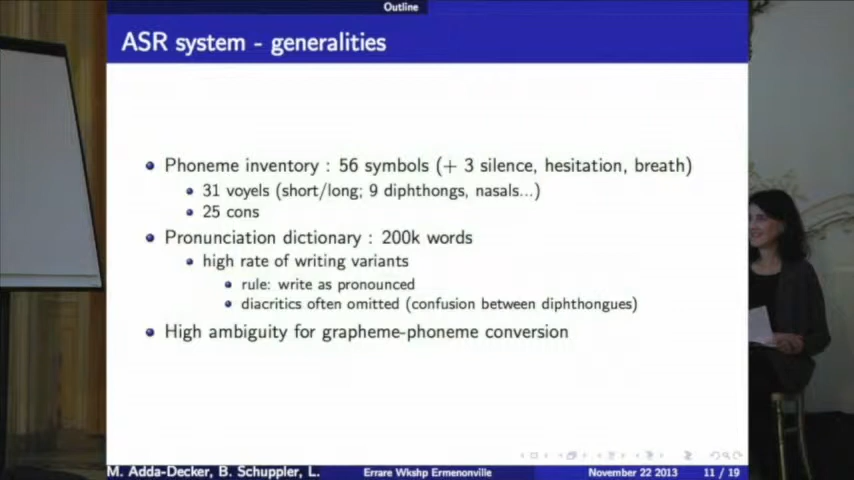 Outline
ASR system - generalities
Phoneme inventory : 56 symbols (+ 3 silence, hesitation, breath)
31 voyels (short/long; 9 diphthongs, nasals...)
25 cons
Pronunciation dictionary : 200k words
high rate of writing variants
rule: write as pronounced
diacritics often omitted (confusion between diphthongues)
High ambiguity for grapheme-phoneme conversion
M. Adda-Decker, B. Schuppler, L.
Errare Wkshp Ermenonville
November 22 2013
11 / 19